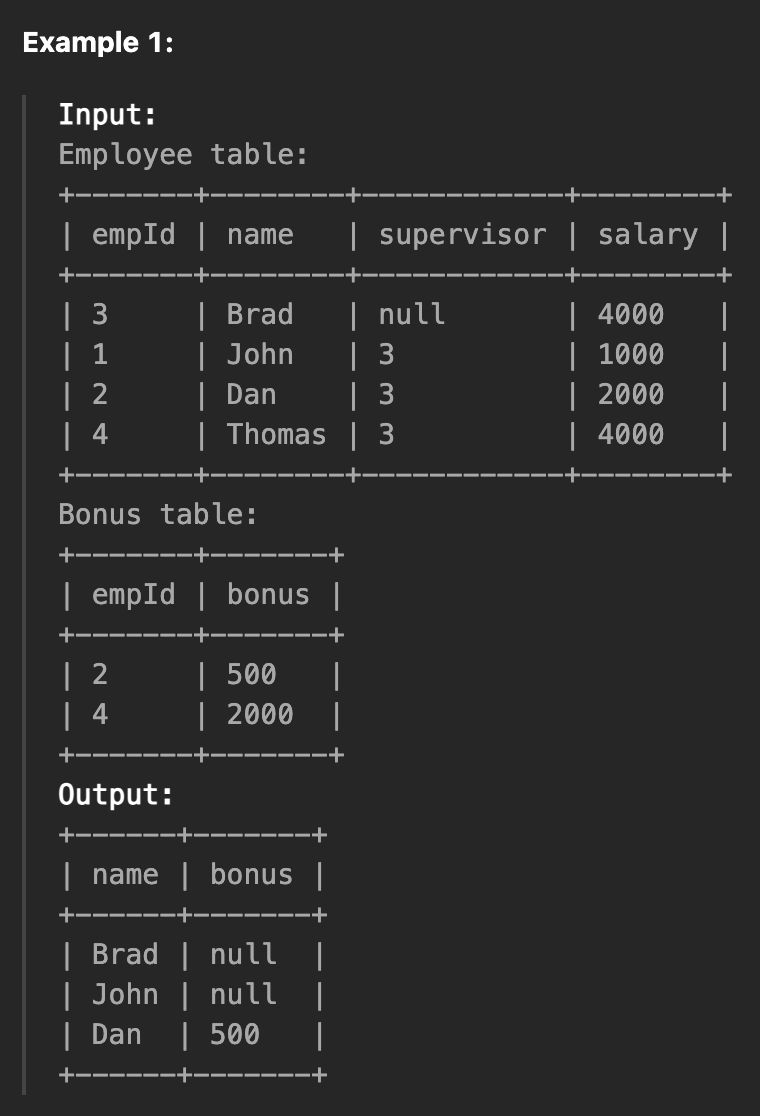 Example 1:
Input:
Employee table:
+-------+--------+------------+--------+
| empId | name   | supervisor | salary |
+-------+--------+------------+--------+
| 3     | Brad   | null       | 4000   |
| 1     | John   | 3          | 1000   |
| 2     | Dan    | 3          | 2000   |
| 4     | Thomas | 3          | 4000   |
+-------+--------+------------+--------+
Bonus table:
+-------+-------+
| empId | bonus |
+-------+-------+
| 2     | 500   |
| 4     | 2000  |
+-------+-------+
Output:
+------+-------+
| name | bonus |
+------+-------+
| Brad | null  |
| John | null  |
| Dan  | 500   |
+------+-------+